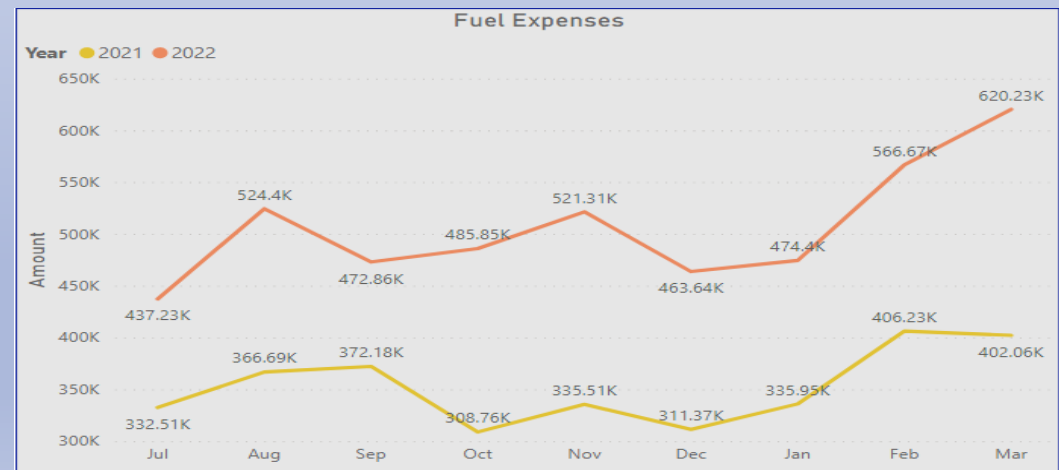 Fuel Expenses
Year 2021 2022
650K
600K
550K
500K
450K
400K
350K
300K
Amount
620.23K
566.67K
524.4K
521.31K
485.85K
474.4K
472.86K
463.64K
437.23K
406.23K
402.06K
372.18K
366.69K
335.51K
335.95K
332.51K
308.76K
311.37K
Jul Aug Sep Oct Nov Dec Jan Feb Mar